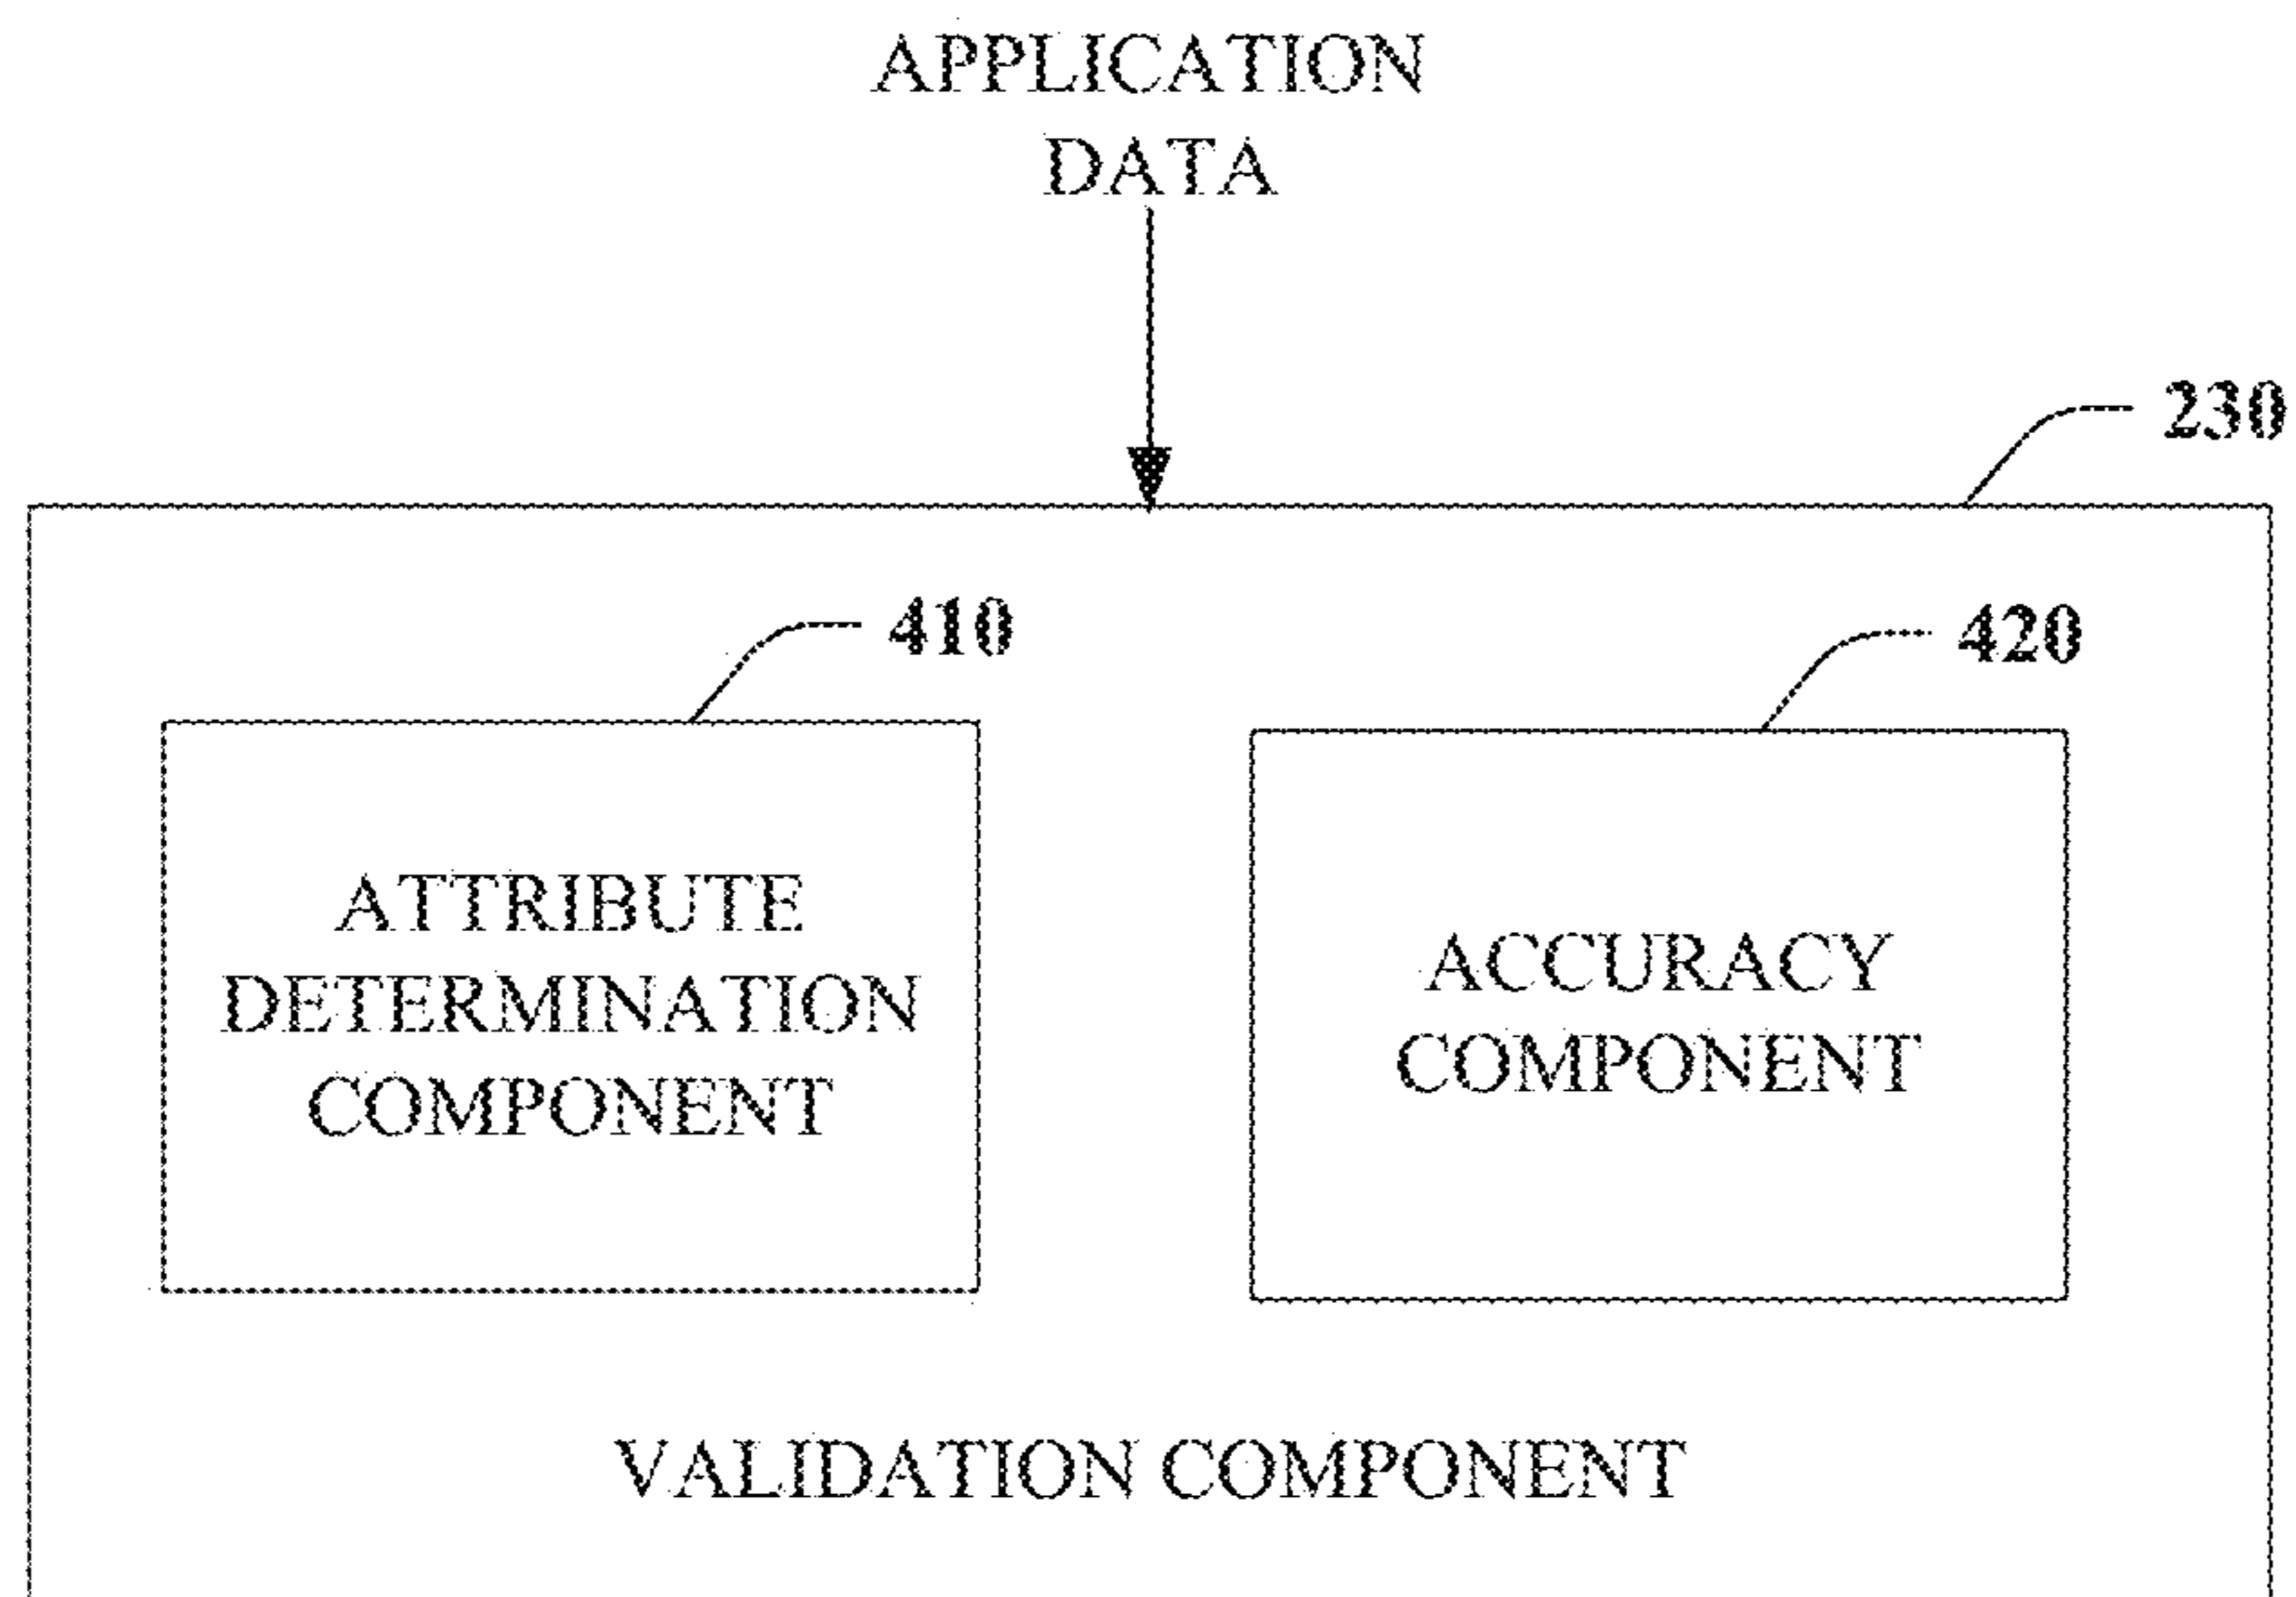 APPLICATION
DATA
230
410
420
ATTRIBUTE
DETERMINATION
COMPONENT
ACCURACY
COMPONENT
VALIDATION COMPONENT